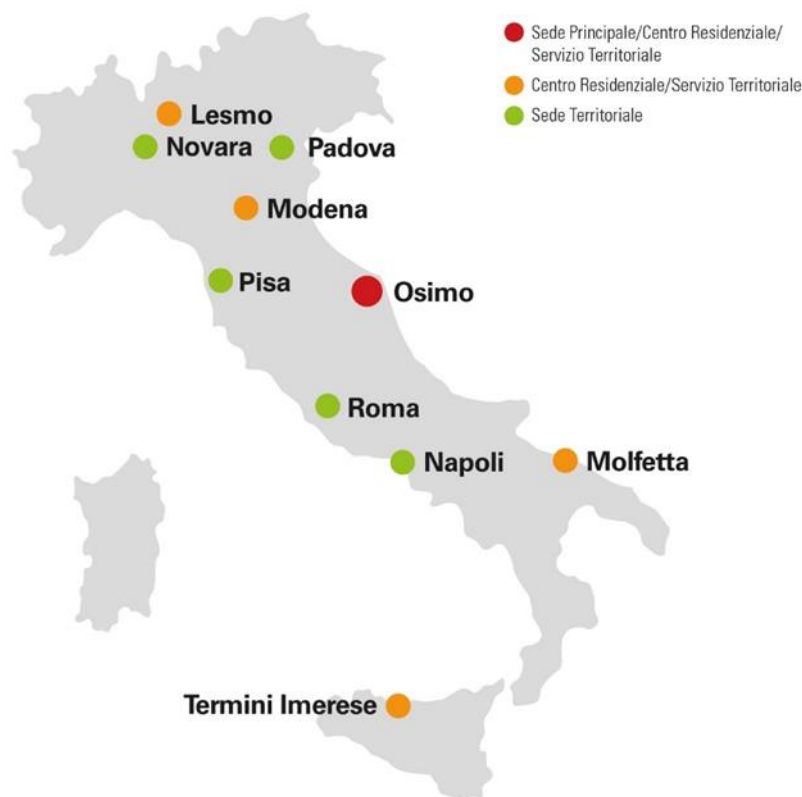 Sede Principale/Centro Residenziale/
Servizio Territoriale
Centro Residenziale/Servizio Territoriale
Sede Territoriale
Lesmo
Novara
Padova
Modena
Pisa
Osimo
Roma
Napoli
Molfetta
Termini Imerese